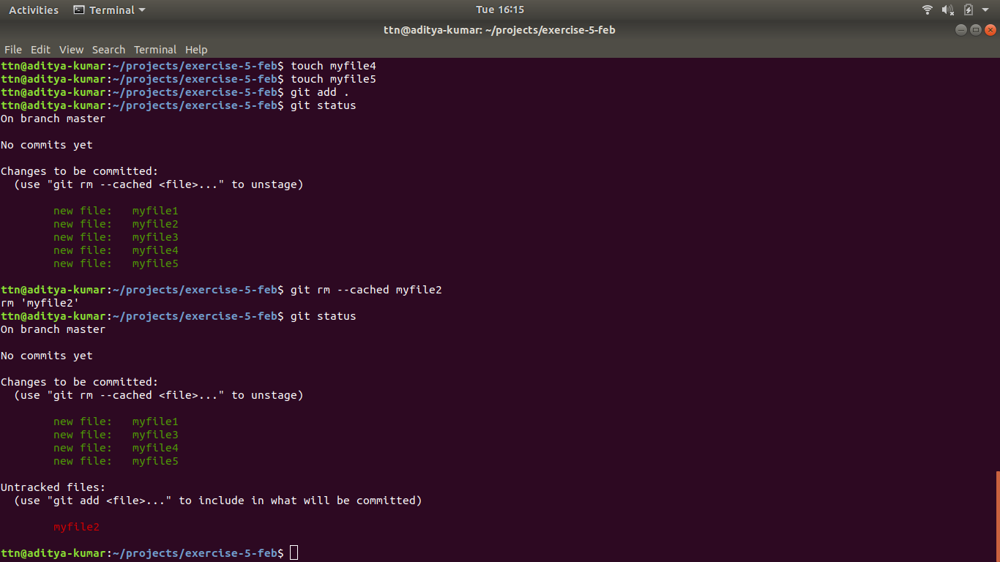 Activities Terminal Tue 16:15
ttn@aditya-kumar: ~/projects/exercise-5-feb
File Edit View Search Terminal Help
ttn@aditya-kumar:~/projects/exercise-5-feb$ touch myfile4
ttn@aditya-kumar:~/projects/exercise-5-feb$ touch myfile5
ttn@aditya-kumar:~/projects/exercise-5-feb$ git add .
ttn@aditya-kumar:~/projects/exercise-5-feb$ git status
On branch master
No commits yet
Changes to be committed:
  (use "git rm --cached <file>..." to unstage)
        new file:   myfile1
        new file:   myfile2
        new file:   myfile3
        new file:   myfile4
        new file:   myfile5
ttn@aditya-kumar:~/projects/exercise-5-feb$ git rm --cached myfile2
rm 'myfile2'
ttn@aditya-kumar:~/projects/exercise-5-feb$ git status
On branch master
No commits yet
Changes to be committed:
  (use "git rm --cached <file>..." to unstage)
        new file:   myfile1
        new file:   myfile3
        new file:   myfile4
        new file:   myfile5
Untracked files:
  (use "git add <file>..." to include in what will be committed)
        myfile2
ttn@aditya-kumar:~/projects/exercise-5-feb$